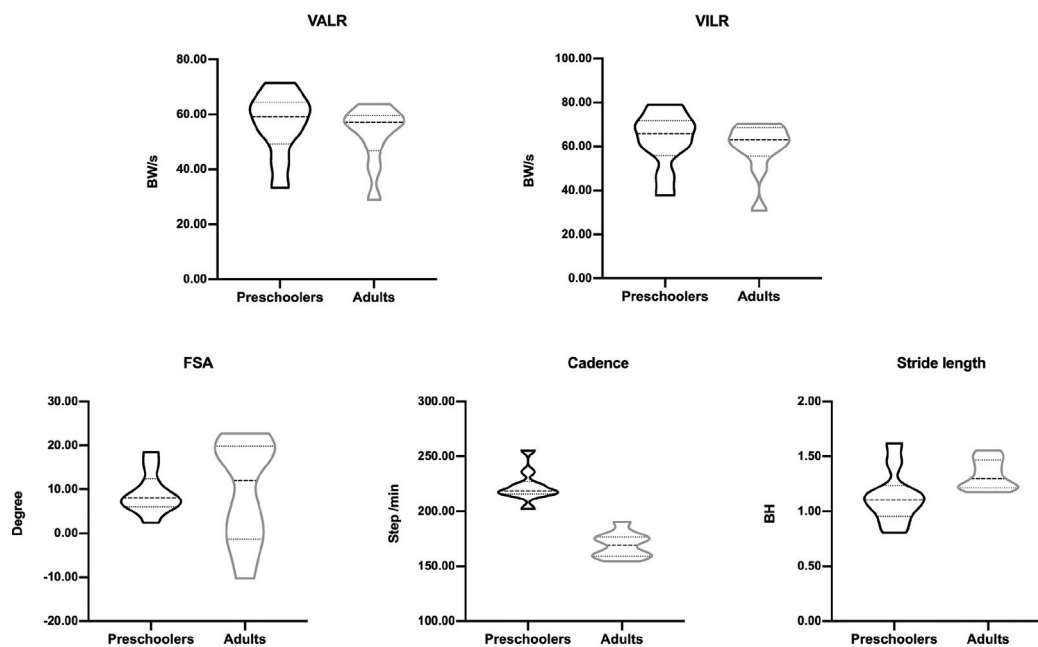 VALR
80.00
60.00
40.00
20.00
0.00
BW/s
Preschoolers
Adults
VILR
100.00
80.00
60.00
40.00
20.00
0.00
BW/s
Preschoolers
Adults
FSA
30.00
20.00
10.00
0.00
-10.00
-20.00
Degree
Preschoolers
Adults
Cadence
300.00
250.00
200.00
150.00
100.00
Step /min
Preschoolers
Adults
Stride length
2.00
1.50
1.00
0.50
0.00
BH
Preschoolers
Adults